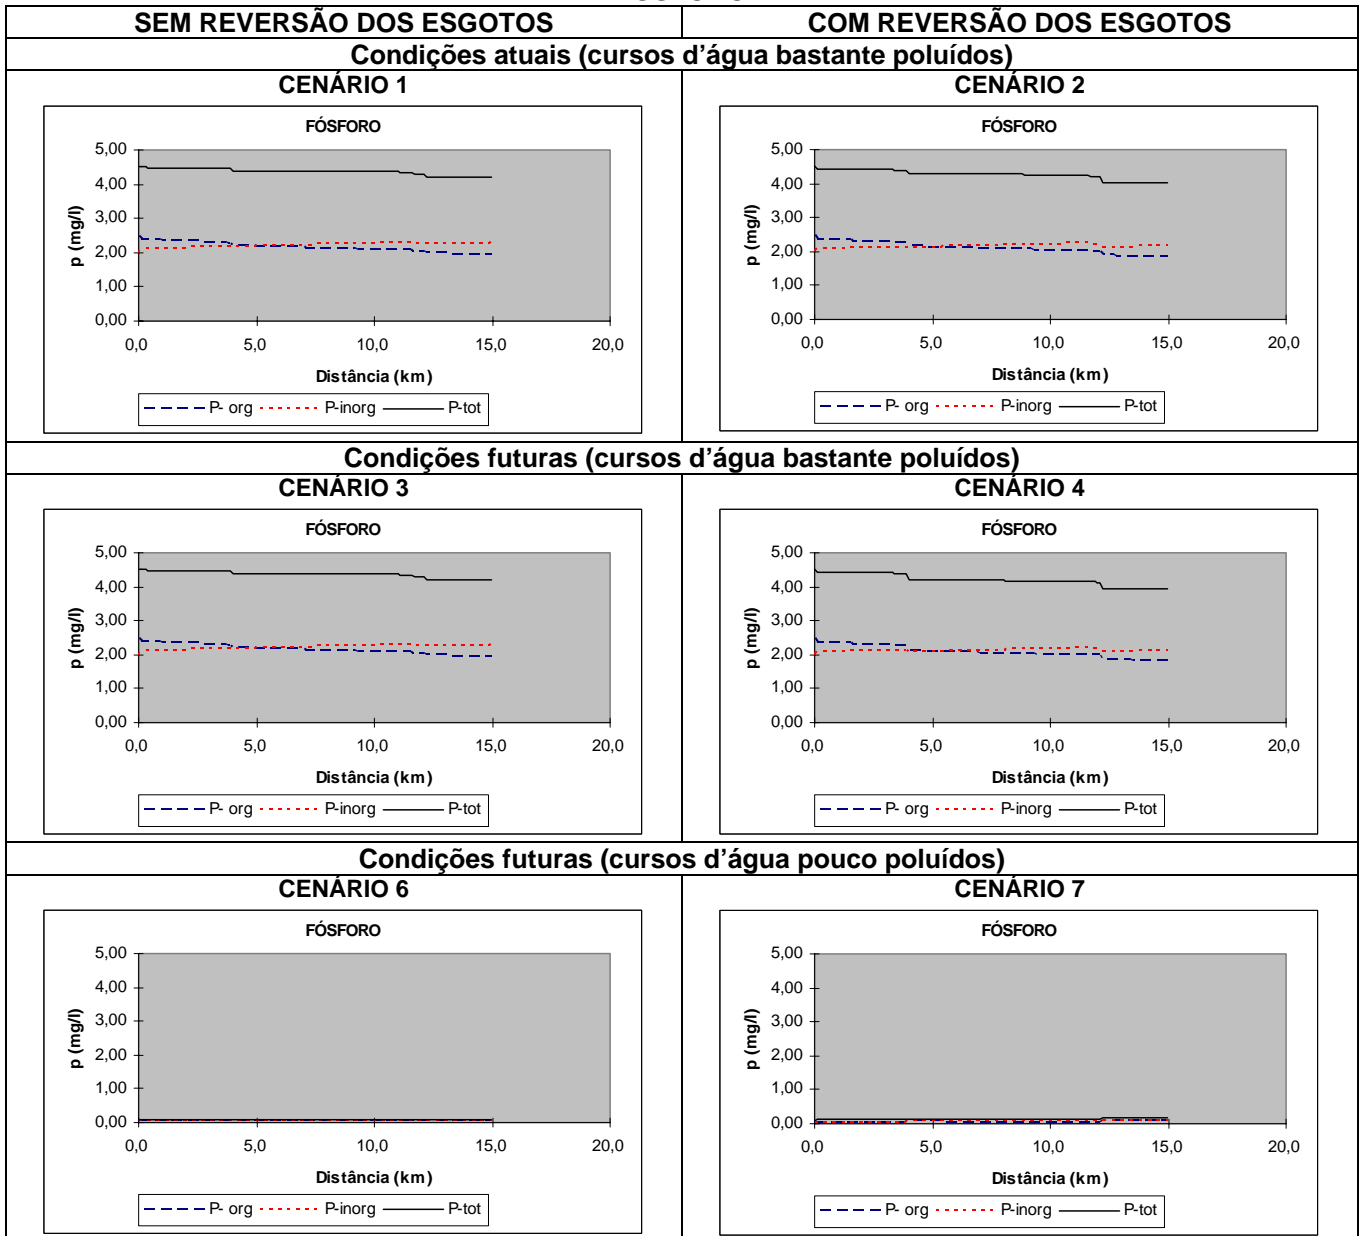 SEM REVERSÃO DOS ESGOTOS
COM REVERSÃO DOS ESGOTOS
Condições atuais (cursos d'água bastante poluídos)
CENÁRIO 1
FÓSFORO
p (mg/l)
5,00
4,00
3,00
2,00
1,00
0,00
0,0 5,0 10,0 15,0 20,0
Distância (km)
P- org P-inorg P-tot
CENÁRIO 2
FÓSFORO
p (mg/l)
5,00
4,00
3,00
2,00
1,00
0,00
0,0 5,0 10,0 15,0 20,0
Distância (km)
P- org P-inorg P-tot
Condições futuras (cursos d'água bastante poluídos)
CENÁRIO 3
FÓSFORO
p (mg/l)
5,00
4,00
3,00
2,00
1,00
0,00
0,0 5,0 10,0 15,0 20,0
Distância (km)
P- org P-inorg P-tot
CENÁRIO 4
FÓSFORO
p (mg/l)
5,00
4,00
3,00
2,00
1,00
0,00
0,0 5,0 10,0 15,0 20,0
Distância (km)
P- org P-inorg P-tot
Condições futuras (cursos d'água pouco poluídos)
CENÁRIO 6
FÓSFORO
p (mg/l)
5,00
4,00
3,00
2,00
1,00
0,00
0,0 5,0 10,0 15,0 20,0
Distância (km)
P- org P-inorg P-tot
CENÁRIO 7
FÓSFORO
p (mg/l)
5,00
4,00
3,00
2,00
1,00
0,00
0,0 5,0 10,0 15,0 20,0
Distância (km)
P- org P-inorg P-tot